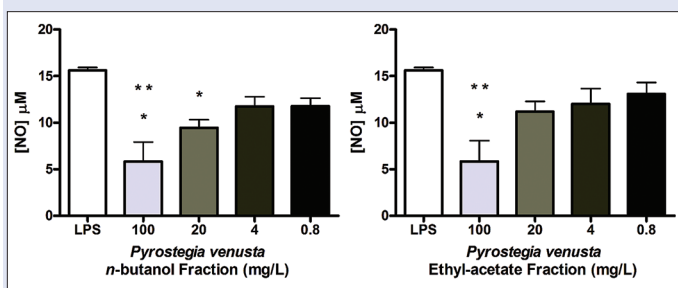 20
15
10
5
0
[NO] µM
* *
*
*
LPS 100 20 4 0.8
Pyrostegia venusta
n-butanol Fraction (mg/L)
20
15
10
5
0
[NO] µM
* *
*
LPS 100 20 4 0.8
Pyrostegia venusta
Ethyl-acetate Fraction (mg/L)